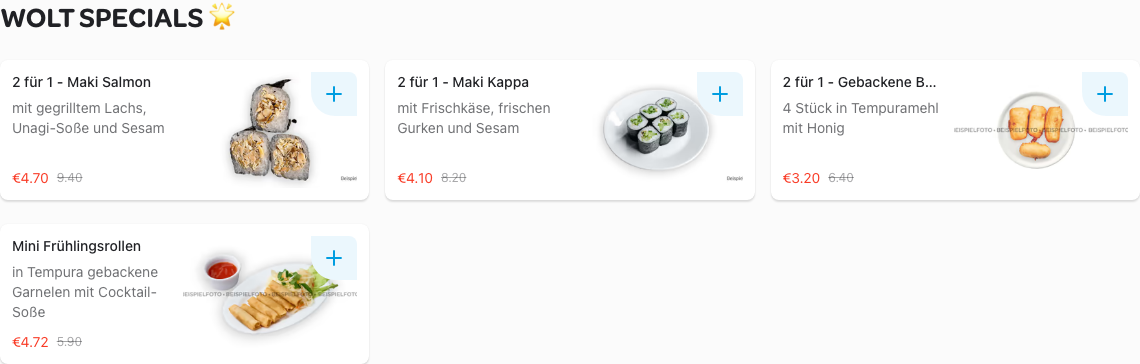 WOLT SPECIALS 🌟
2 für 1 - Maki Salmon
mit gegrilltem Lachs,
Unagi-Soße und Sesam
€4.70 9.40
Beispiel
2 für 1 - Maki Kappa
mit Frischkäse, frischen
Gurken und Sesam
€4.10 8.20
Beispiel
2 für 1 - Gebackene B...
4 Stück in Tempuramehl
mit Honig
BEISPIELFOTO • BEISPIELFOTO • BEISPIELFOTO
€3.20 6.40
Mini Frühlingsrollen
in Tempura gebackene
Garnelen mit Cocktail-
Soße
BEISPIELFOTO • BEISPIELFOTO • BEISPIELFOTO
€4.72 5.90